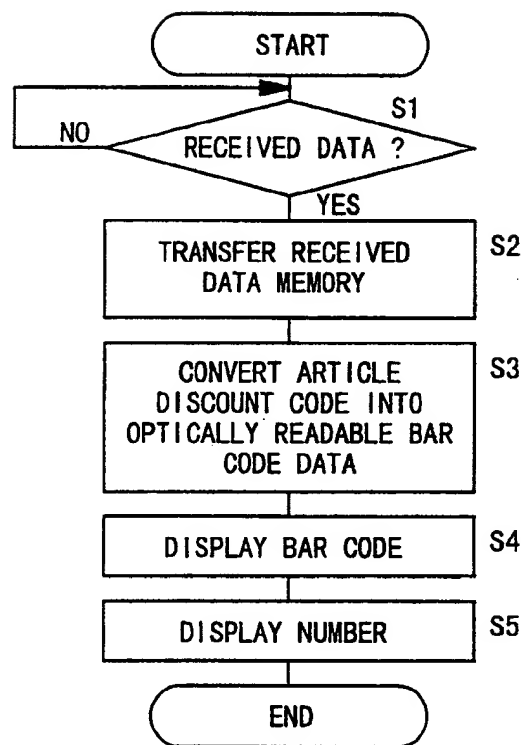 START
S1
NO
RECEIVED DATA ?
YES
S2
TRANSFER RECEIVED
DATA MEMORY
S3
CONVERT ARTICLE
DISCOUNT CODE INTO
OPTICALLY READABLE BAR
CODE DATA
DISPLAY BAR CODE
S4
DISPLAY NUMBER
S5
END